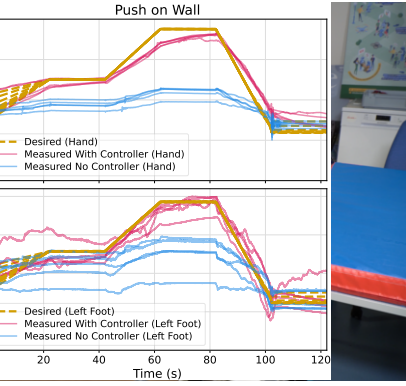 Push on Wall
Desired (Hand)
Measured With Controller (Hand)
Measured No Controller (Hand)
Desired (Left Foot)
Measured With Controller (Left Foot)
Measured No Controller (Left Foot)
20 40 60 80 100 120
Time (s)